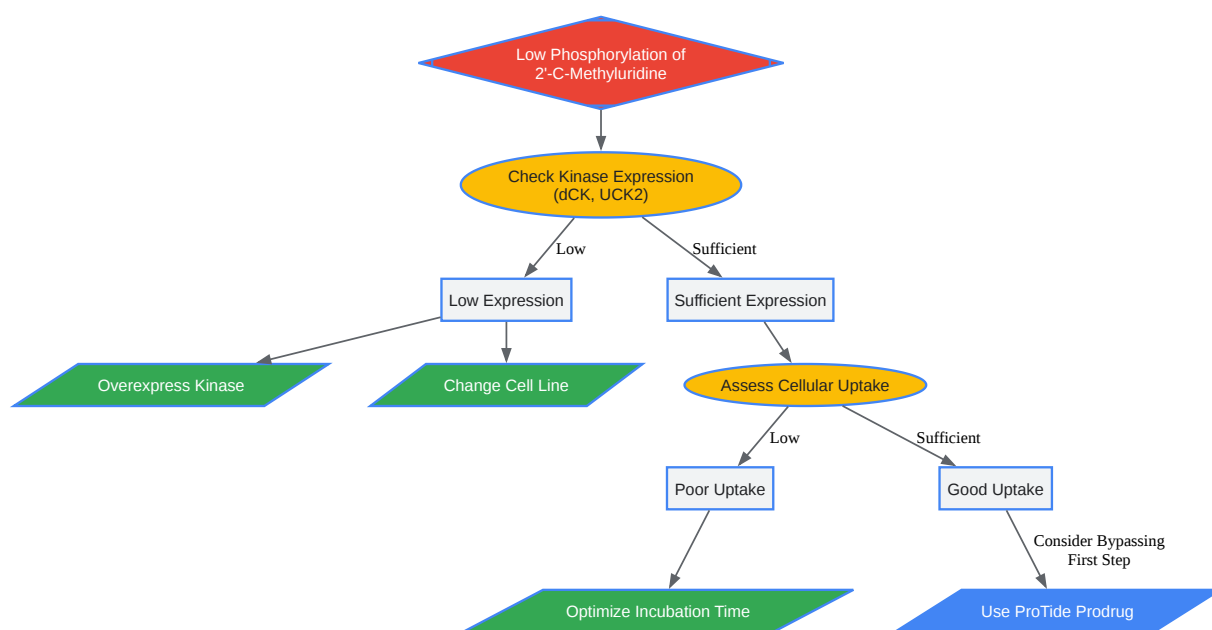 Low Phosphorylation of
2'-C-Methyluridine
Check Kinase Expression
(dCK, UCK2)
Low
Sufficient
Low Expression
Sufficient Expression
Overexpress Kinase
Change Cell Line
Assess Cellular Uptake
Low
Sufficient
Poor Uptake
Good Uptake
Consider Bypassing
First Step
Optimize Incubation Time
Use ProTide Prodrug